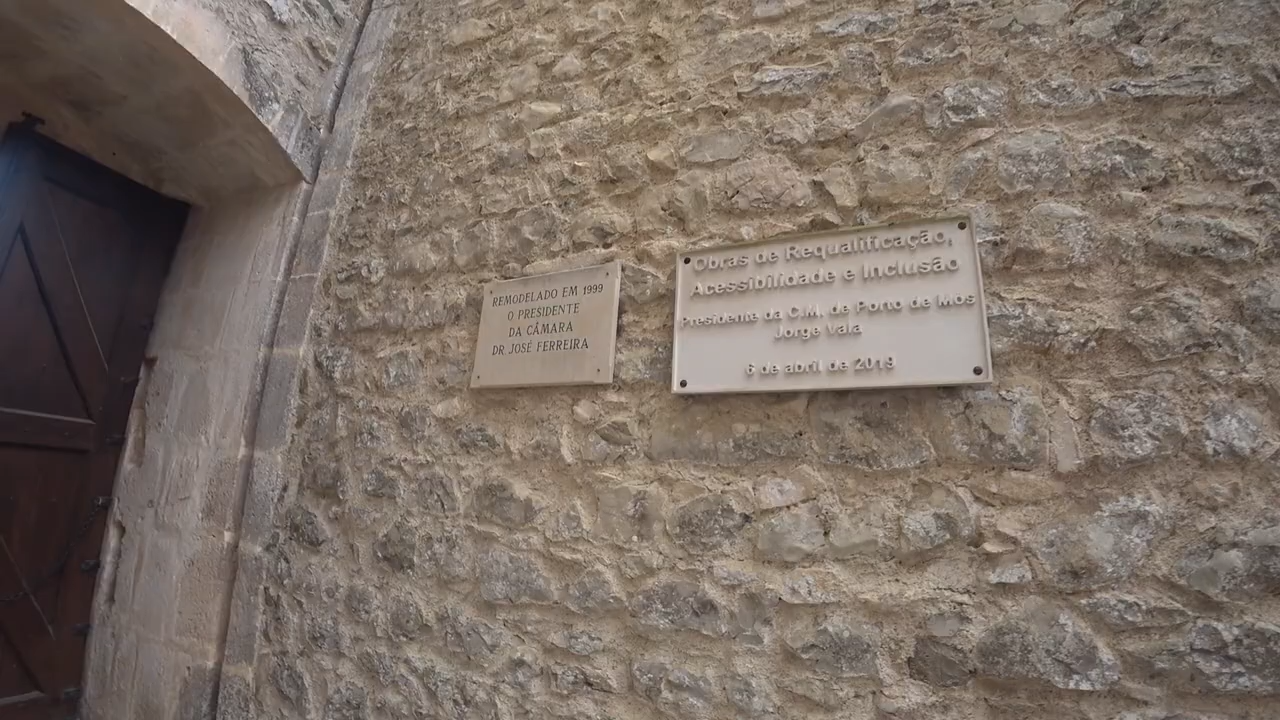 REMODELADO EM 1999
O PRESIDENTE
DA CÂMARA
DR. JOSÉ FERREIRA
Obras de Requalificação,
Acessibilidade e Inclusão
Presidente da C.M. de Porto de Mós
Jorge Vala
6 de abril de 2019